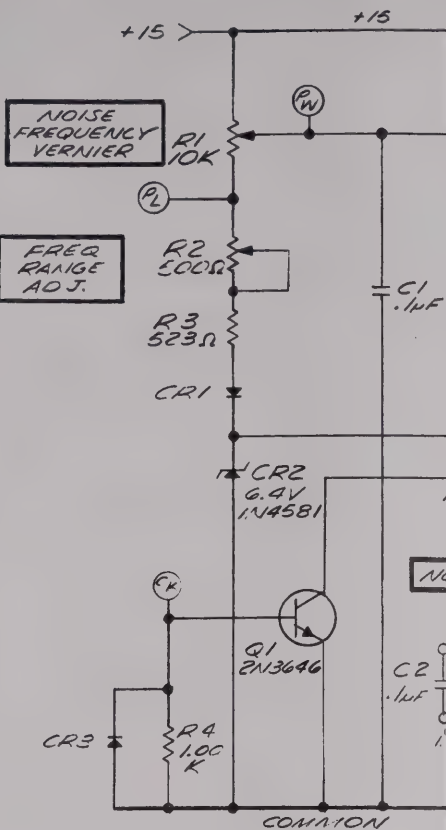 +15
+15
NOISE
FREQUENCY
VERNIER
R1
10K
PW
PL
FREQ
RANGE
ADJ.
R2
500Ω
R3
523Ω
C1
.1µF
CR1
CR2
6.4V
1N4581
CK
Q1
2N3646
C2
.1µF
CR3
R4
1.00
K
COMMON